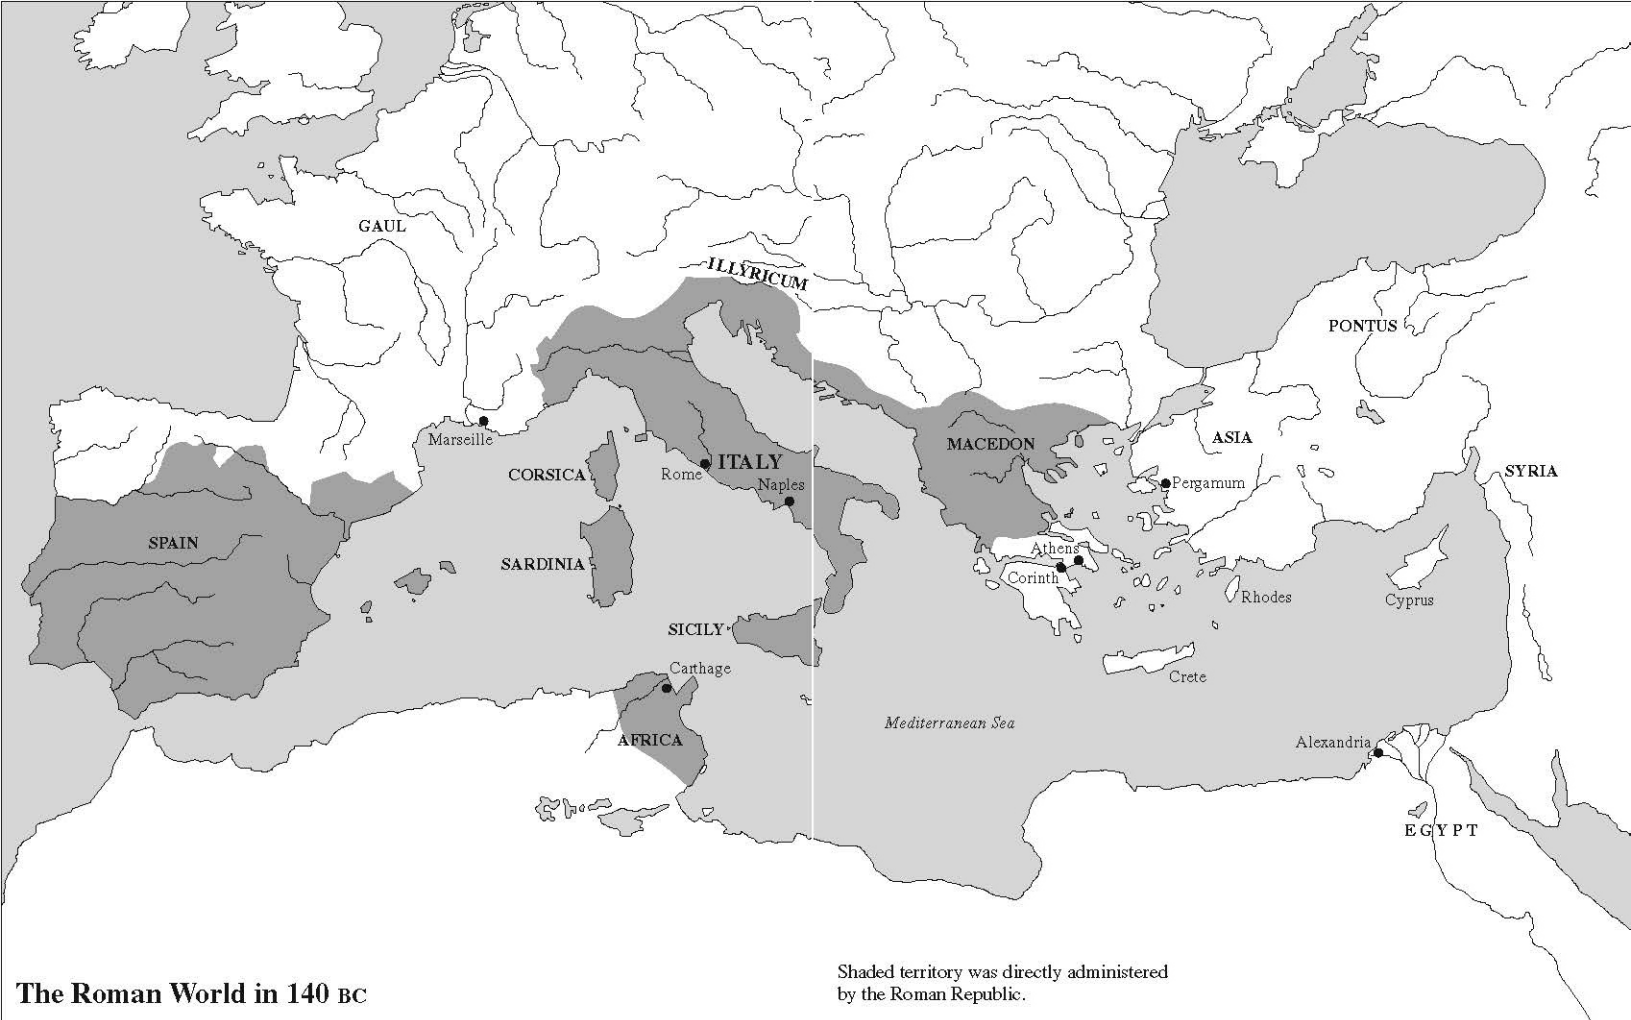 GAUL
ILLYRICUM
PONTUS
Marseille
CORSICA
Rome
ITALY
Naples
MACEDON
ASIA
Pergamum
SYRIA
SPAIN
SARDINIA
Athens
Corinth
Rhodes
Cyprus
SICILY
Carthage
Crete
Mediterranean Sea
AFRICA
Alexandria
EGYPT
The Roman World in 140 BC
Shaded territory was directly administered
by the Roman Republic.